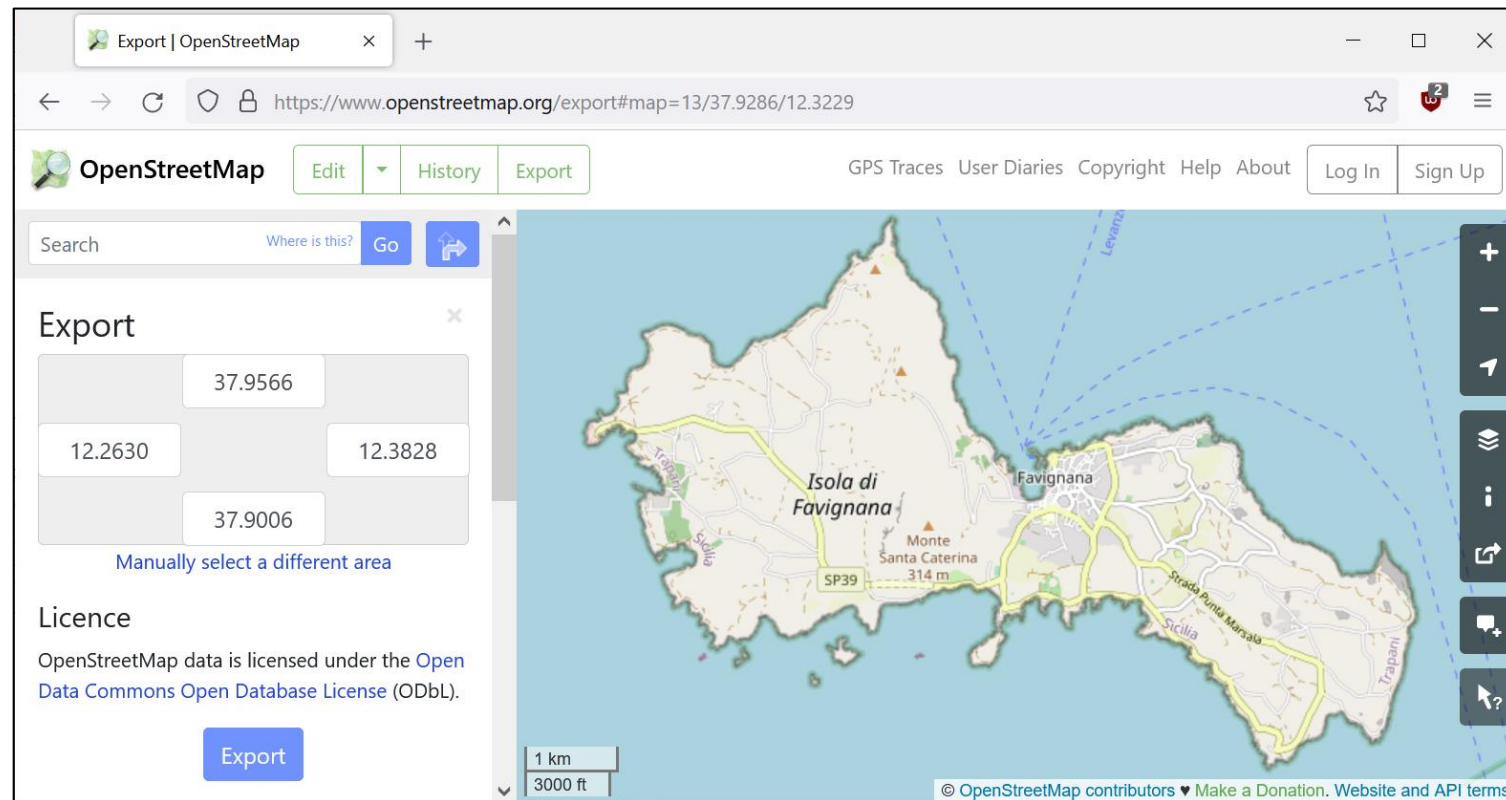 Export | OpenStreetMap
https://www.openstreetmap.org/export#map=13/37.9286/12.3229
2
OpenStreetMap
Edit
History
Export
GPS Traces
User Diaries
Copyright
Help
About
Log In
Sign Up
Search
Where is this?
Go
Export
37.9566
12.2630
12.3828
37.9006
Manually select a different area
Licence
OpenStreetMap data is licensed under the Open
Data Commons Open Database License (ODbL).
Export
Levanzo
Isola di
Favignana
Favignana
Monte
Santa Caterina
314 m
SP39
Trapani
Sicilia
Strada Punta Marsala
Sicilia
Trapani
1 km
3000 ft
© OpenStreetMap contributors ♥ Make a Donation. Website and API terms